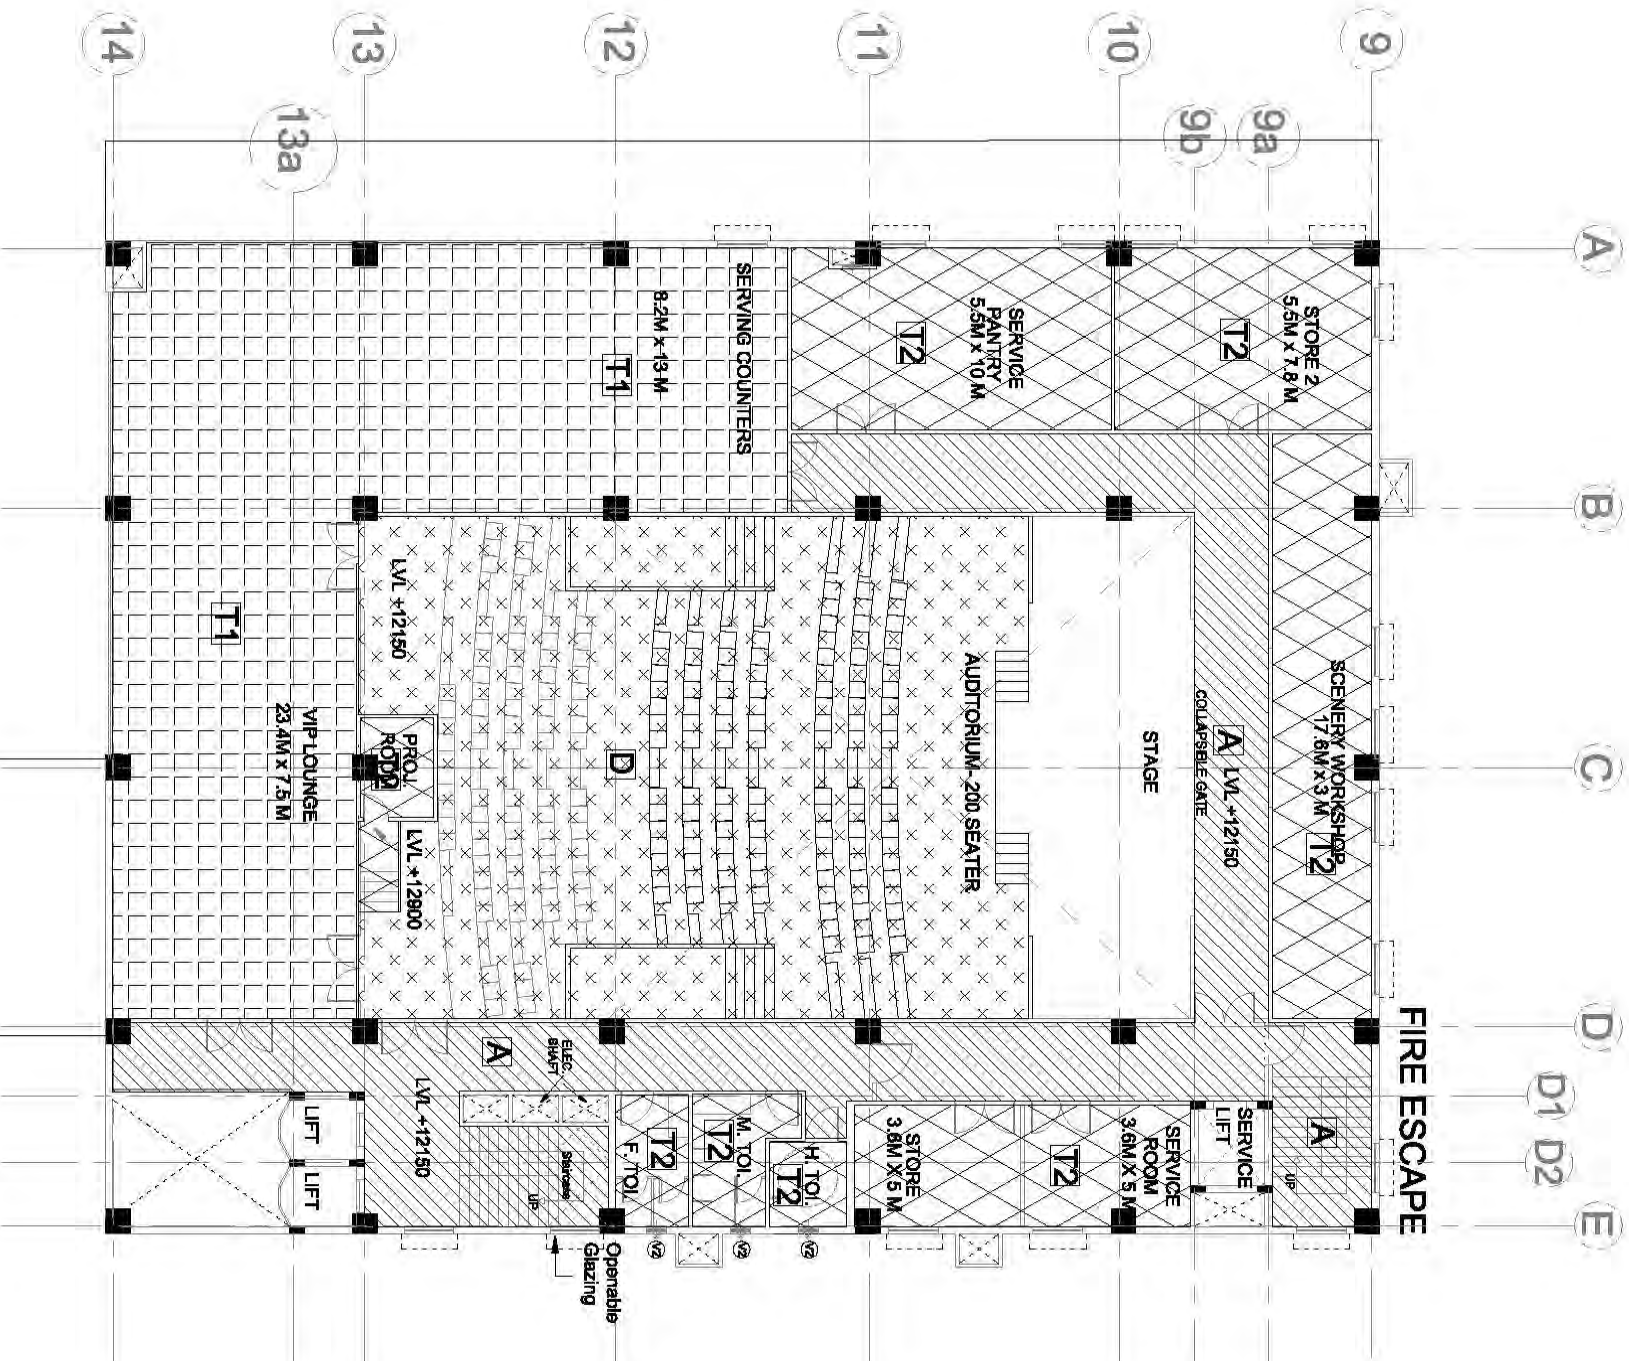 14
13
12
11
10
9
13a
9b
9a
A
B
C
D
D1
D2
E
SERVING COUNTERS
8.2M x 13 M
T1
SERVICE
PANTRY
5.5M x 10 M
T2
STORE 2
5.5M x 7.8 M
T2
SCENERY WORKSHOP
17.6M x 3 M
T2
A
LVL +12150
COLLAPSIBLE GATE
STAGE
AUDITORIUM- 200 SEATER
D
LVL +12150
PROJ.
ROOM
LVL +12900
T1
VIP LOUNGE
23.4M x 7.5 M
FIRE ESCAPE
A
UP
SERVICE
LIFT
SERVICE
ROOM
3.6M X 5 M
T2
STORE
3.6M X 5 M
H. TOI.
T2
M. TOI.
T2
F. TOI.
T2
ELEC.
SHAFT
A
LVL +12150
Staircase
UP
LIFT
LIFT
V2
V2
V2
Openable
Glazing